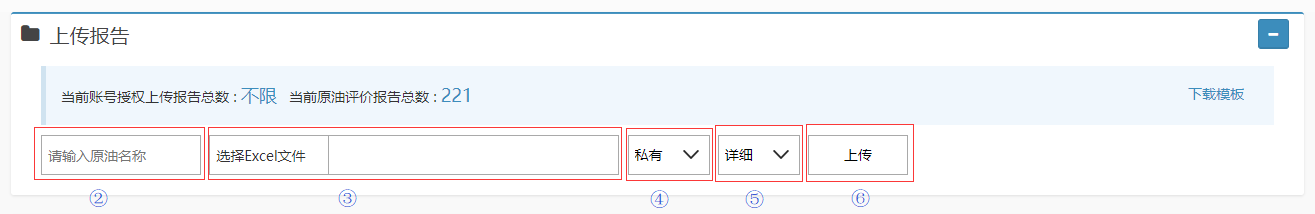 上传报告
当前账号授权上传报告总数 : 不限 当前原油评价报告总数 : 221 下载模板
请输入原油名称 选择Excel文件 私有 详细 上传
② ③ ④ ⑤ ⑥